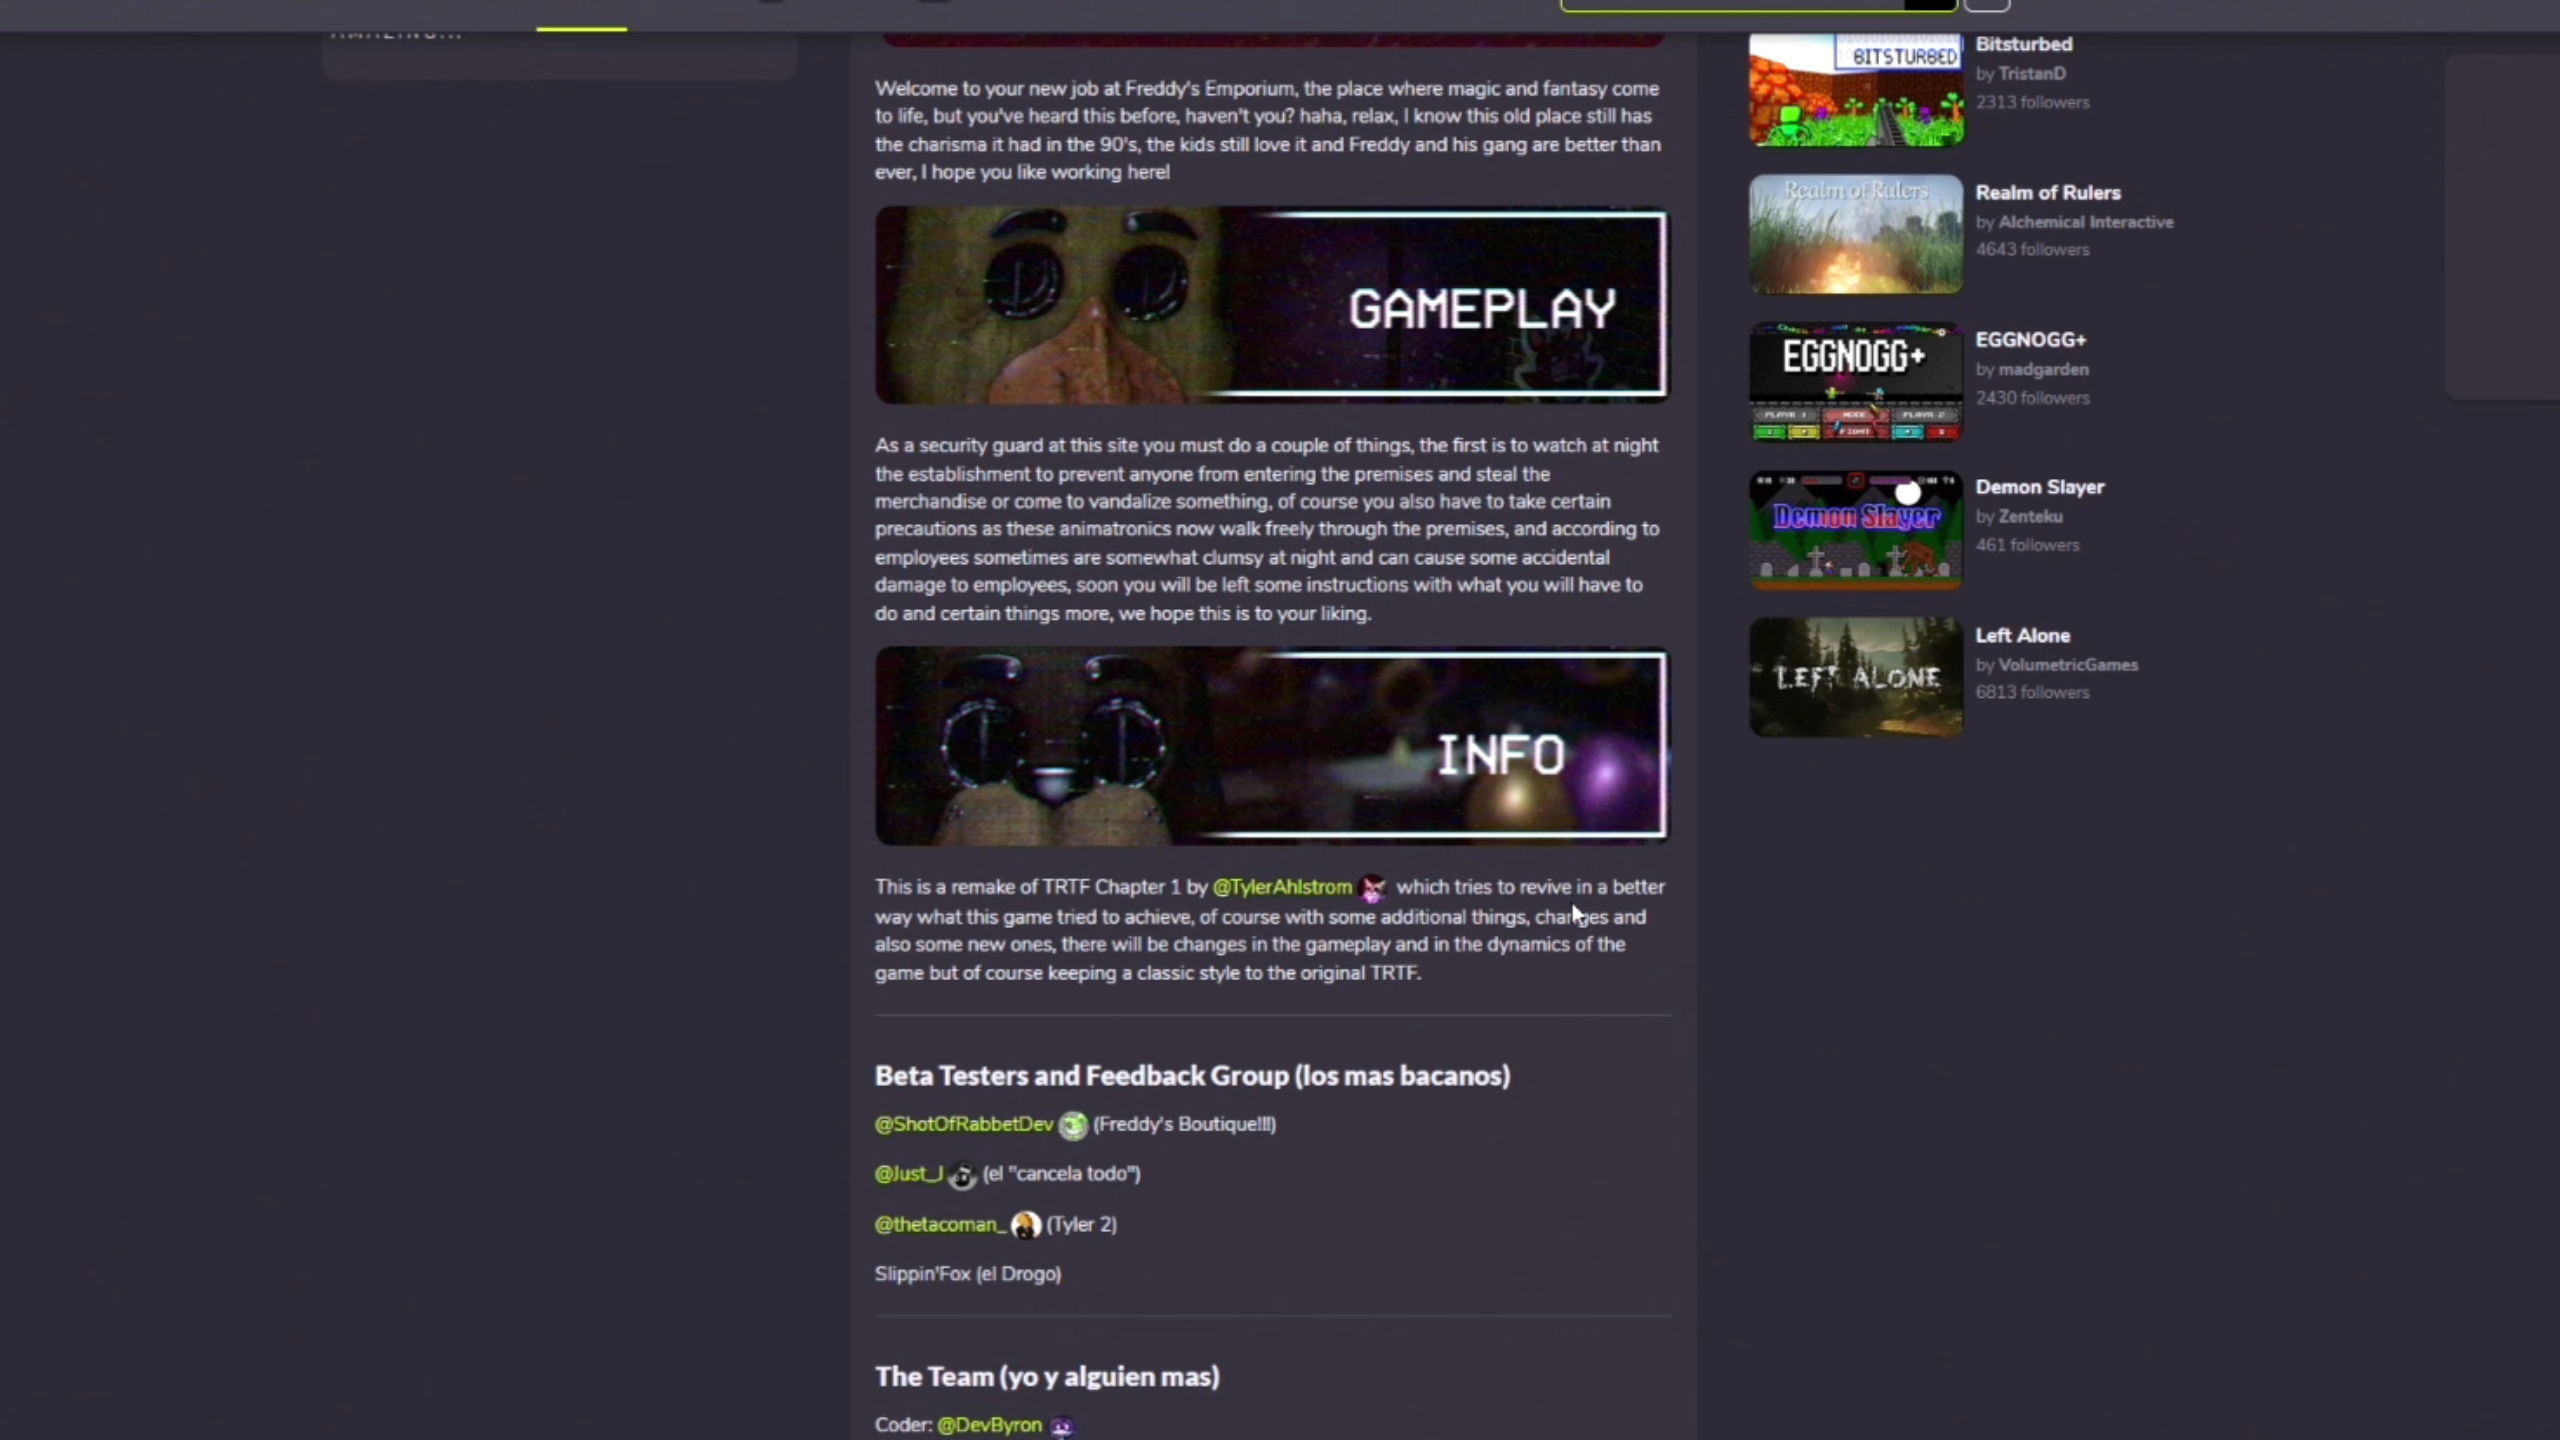 Welcome to your new job at Freddy's Emporium, the place where magic and fantasy come
to life, but you've heard this before, haven't you? haha, relax, I know this old place still has
the charisma it had in the 90's, the kids still love it and Freddy and his gang are better than
ever, I hope you like working here!
GAMEPLAY
As a security guard at this site you must do a couple of things, the first is to watch at night
the establishment to prevent anyone from entering the premises and steal the
merchandise or come to vandalize something, of course you also have to take certain
precautions as these animatronics now walk freely through the premises, and according to
employees sometimes are somewhat clumsy at night and can cause some accidental
damage to employees, soon you will be left some instructions with what you will have to
do and certain things more, we hope this is to your liking.
INFO
This is a remake of TRTF Chapter 1 by @TylerAhlstrom which tries to revive in a better
way what this game tried to achieve, of course with some additional things, changes and
also some new ones, there will be changes in the gameplay and in the dynamics of the
game but of course keeping a classic style to the original TRTF.
Beta Testers and Feedback Group (los mas bacanos)
@ShotOfRabbetDev (Freddy's Boutique!!!)
@Just_J (el "cancela todo")
@thetacoman_ (Tyler 2)
Slippin'Fox (el Drogo)
The Team (yo y alguien mas)
Coder: @DevByron
BITSTURBED
Bitsturbed
by TristanD
2313 followers
Realm of Rulers
Realm of Rulers
by Alchemical Interactive
4643 followers
EGGNOGG+
MODE
FIGHT
EGGNOGG+
by madgarden
2430 followers
Demon Slayer
Demon Slayer
by Zenteku
461 followers
LEFT ALONE
Left Alone
by VolumetricGames
6813 followers